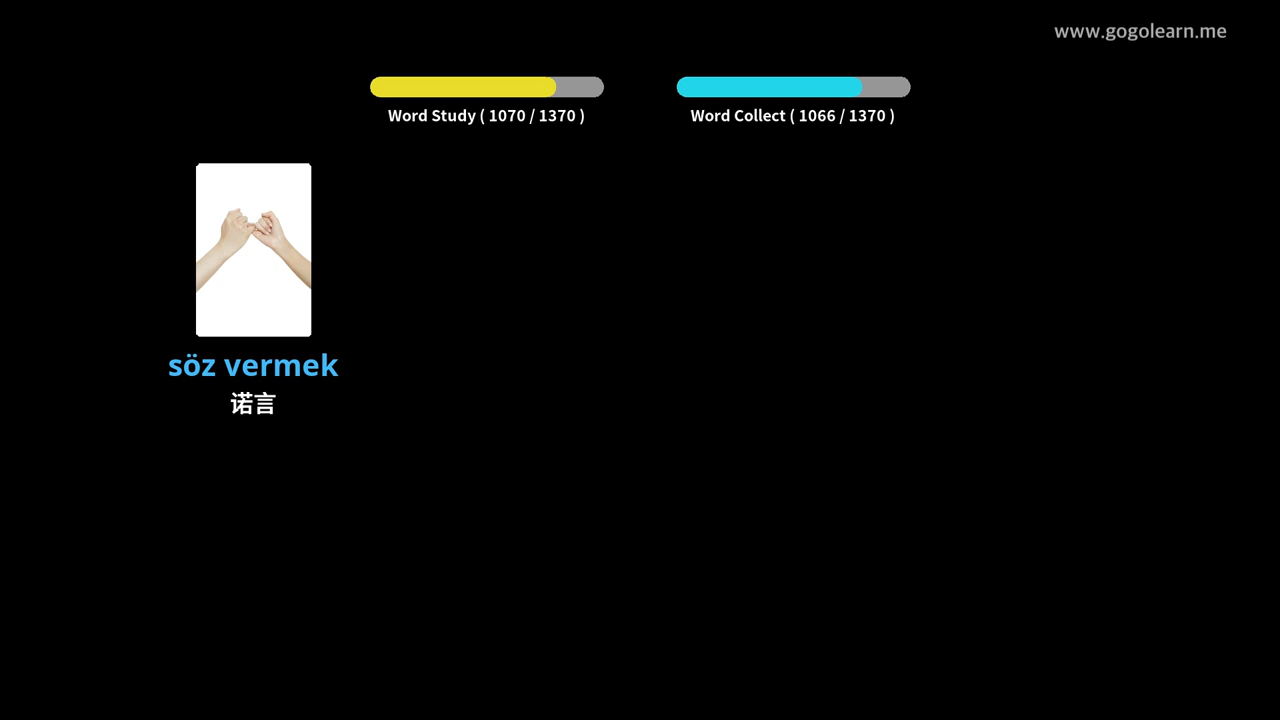 www.gogolearn.me
Word Study ( 1070 / 1370 )
Word Collect ( 1066 / 1370 )
söz vermek
诺言